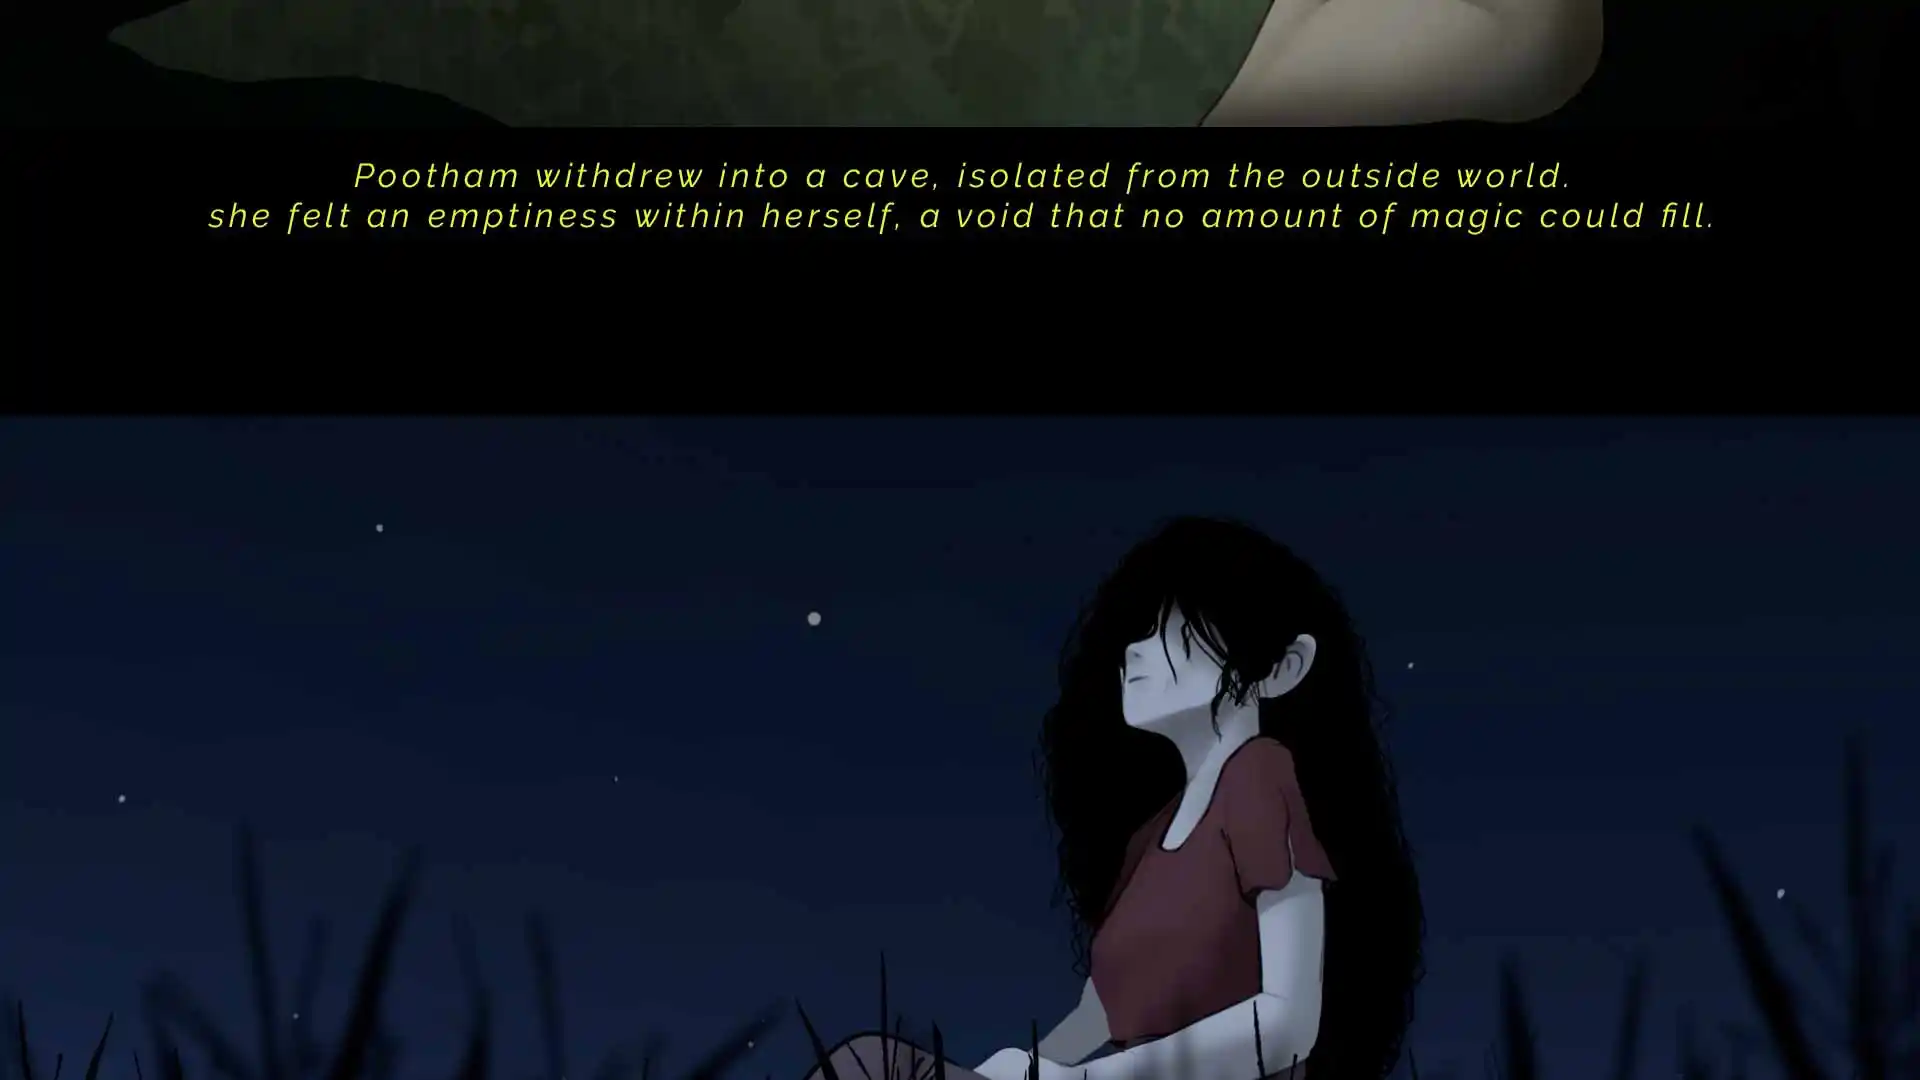 Pootham withdrew into a cave, isolated from the outside world.
she felt an emptiness within herself, a void that no amount of magic could fill.